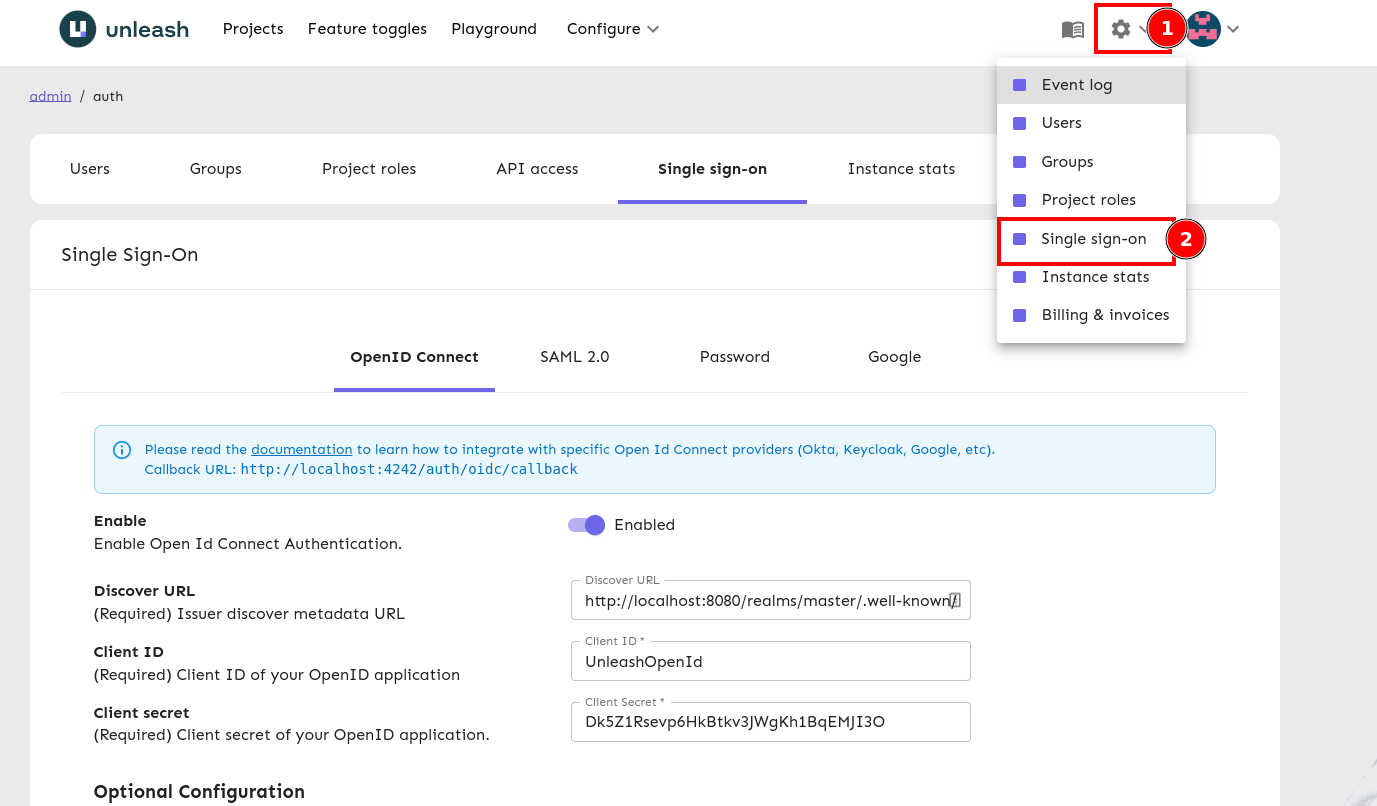 unleash
Projects
Feature toggles
Playground
Configure
1
Event log
Users
Groups
Project roles
Single sign-on
2
Instance stats
Billing & invoices
admin / auth
Users
Groups
Project roles
API access
Single sign-on
Instance stats
Single Sign-On
OpenID Connect
SAML 2.0
Password
Google
Please read the documentation to learn how to integrate with specific Open Id Connect providers (Okta, Keycloak, Google, etc).
Callback URL: http://localhost:4242/auth/oidc/callback
Enable
Enable Open Id Connect Authentication.
Enabled
Discover URL
(Required) Issuer discover metadata URL
Discover URL
http://localhost:8080/realms/master/.well-known/
Client ID
(Required) Client ID of your OpenID application
Client ID *
UnleashOpenId
Client secret
(Required) Client secret of your OpenID application.
Client Secret *
Dk5Z1Rsevp6HkBtkv3JWgKh1BqEMJI3O
Optional Configuration